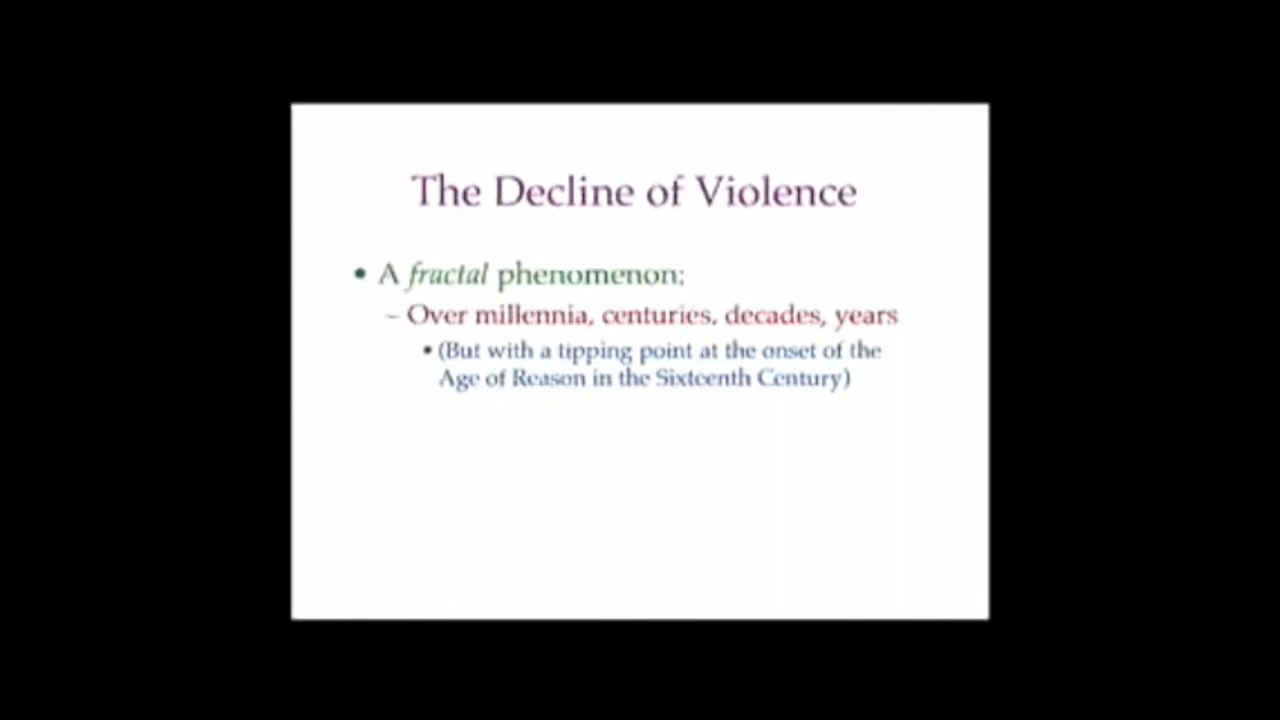 The Decline of Violence
• A fractal phenomenon:
– Over millennia, centuries, decades, years
• (But with a tipping point at the onset of the
Age of Reason in the Sixteenth Century)